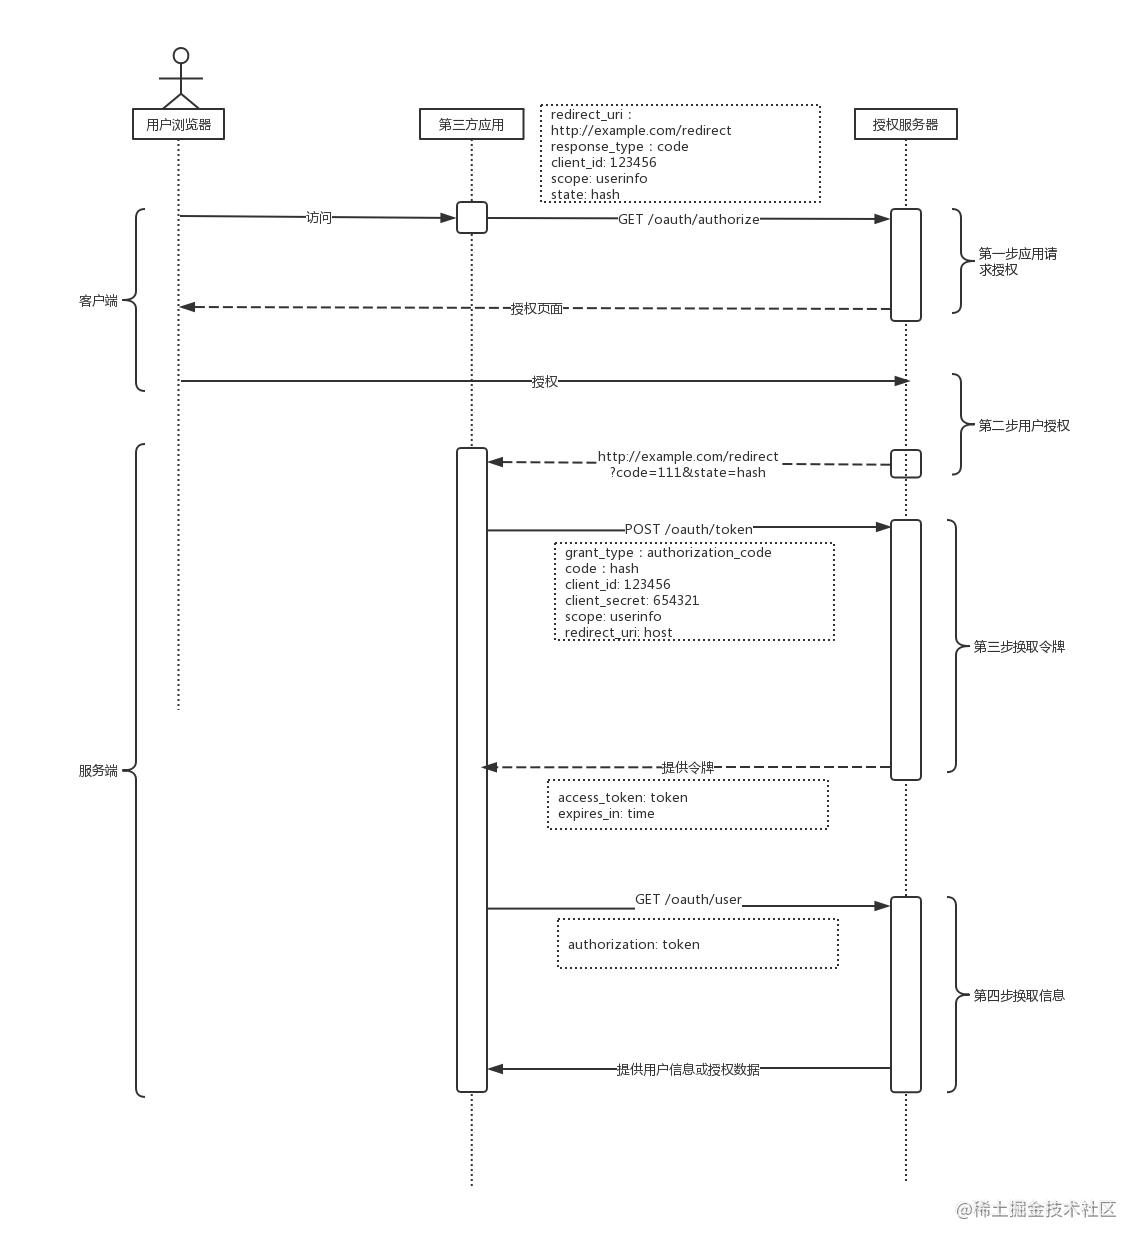 用户浏览器
第三方应用
授权服务器
redirect_uri：
http://example.com/redirect
response_type：code
client_id: 123456
scope: userinfo
state: hash
访问
GET /oauth/authorize
第一步应用请
求授权
客户端
授权页面
授权
第二步用户授权
http://example.com/redirect
?code=111&state=hash
POST /oauth/token
grant_type：authorization_code
code：hash
client_id: 123456
client_secret: 654321
scope: userinfo
redirect_uri: host
第三步换取令牌
服务端
提供令牌
access_token: token
expires_in: time
GET /oauth/user
authorization: token
第四步换取信息
提供用户信息或授权数据
@稀土掘金技术社区